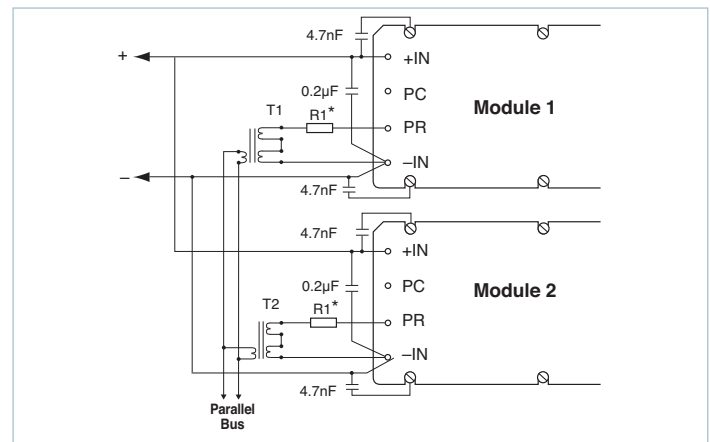 4.7nF
+
+IN
0.2µF
PC
Module 1
T1
R1*
PR
–IN
–
4.7nF
4.7nF
+IN
0.2µF
PC
Module 2
T2
R1*
PR
–IN
4.7nF
Parallel
Bus